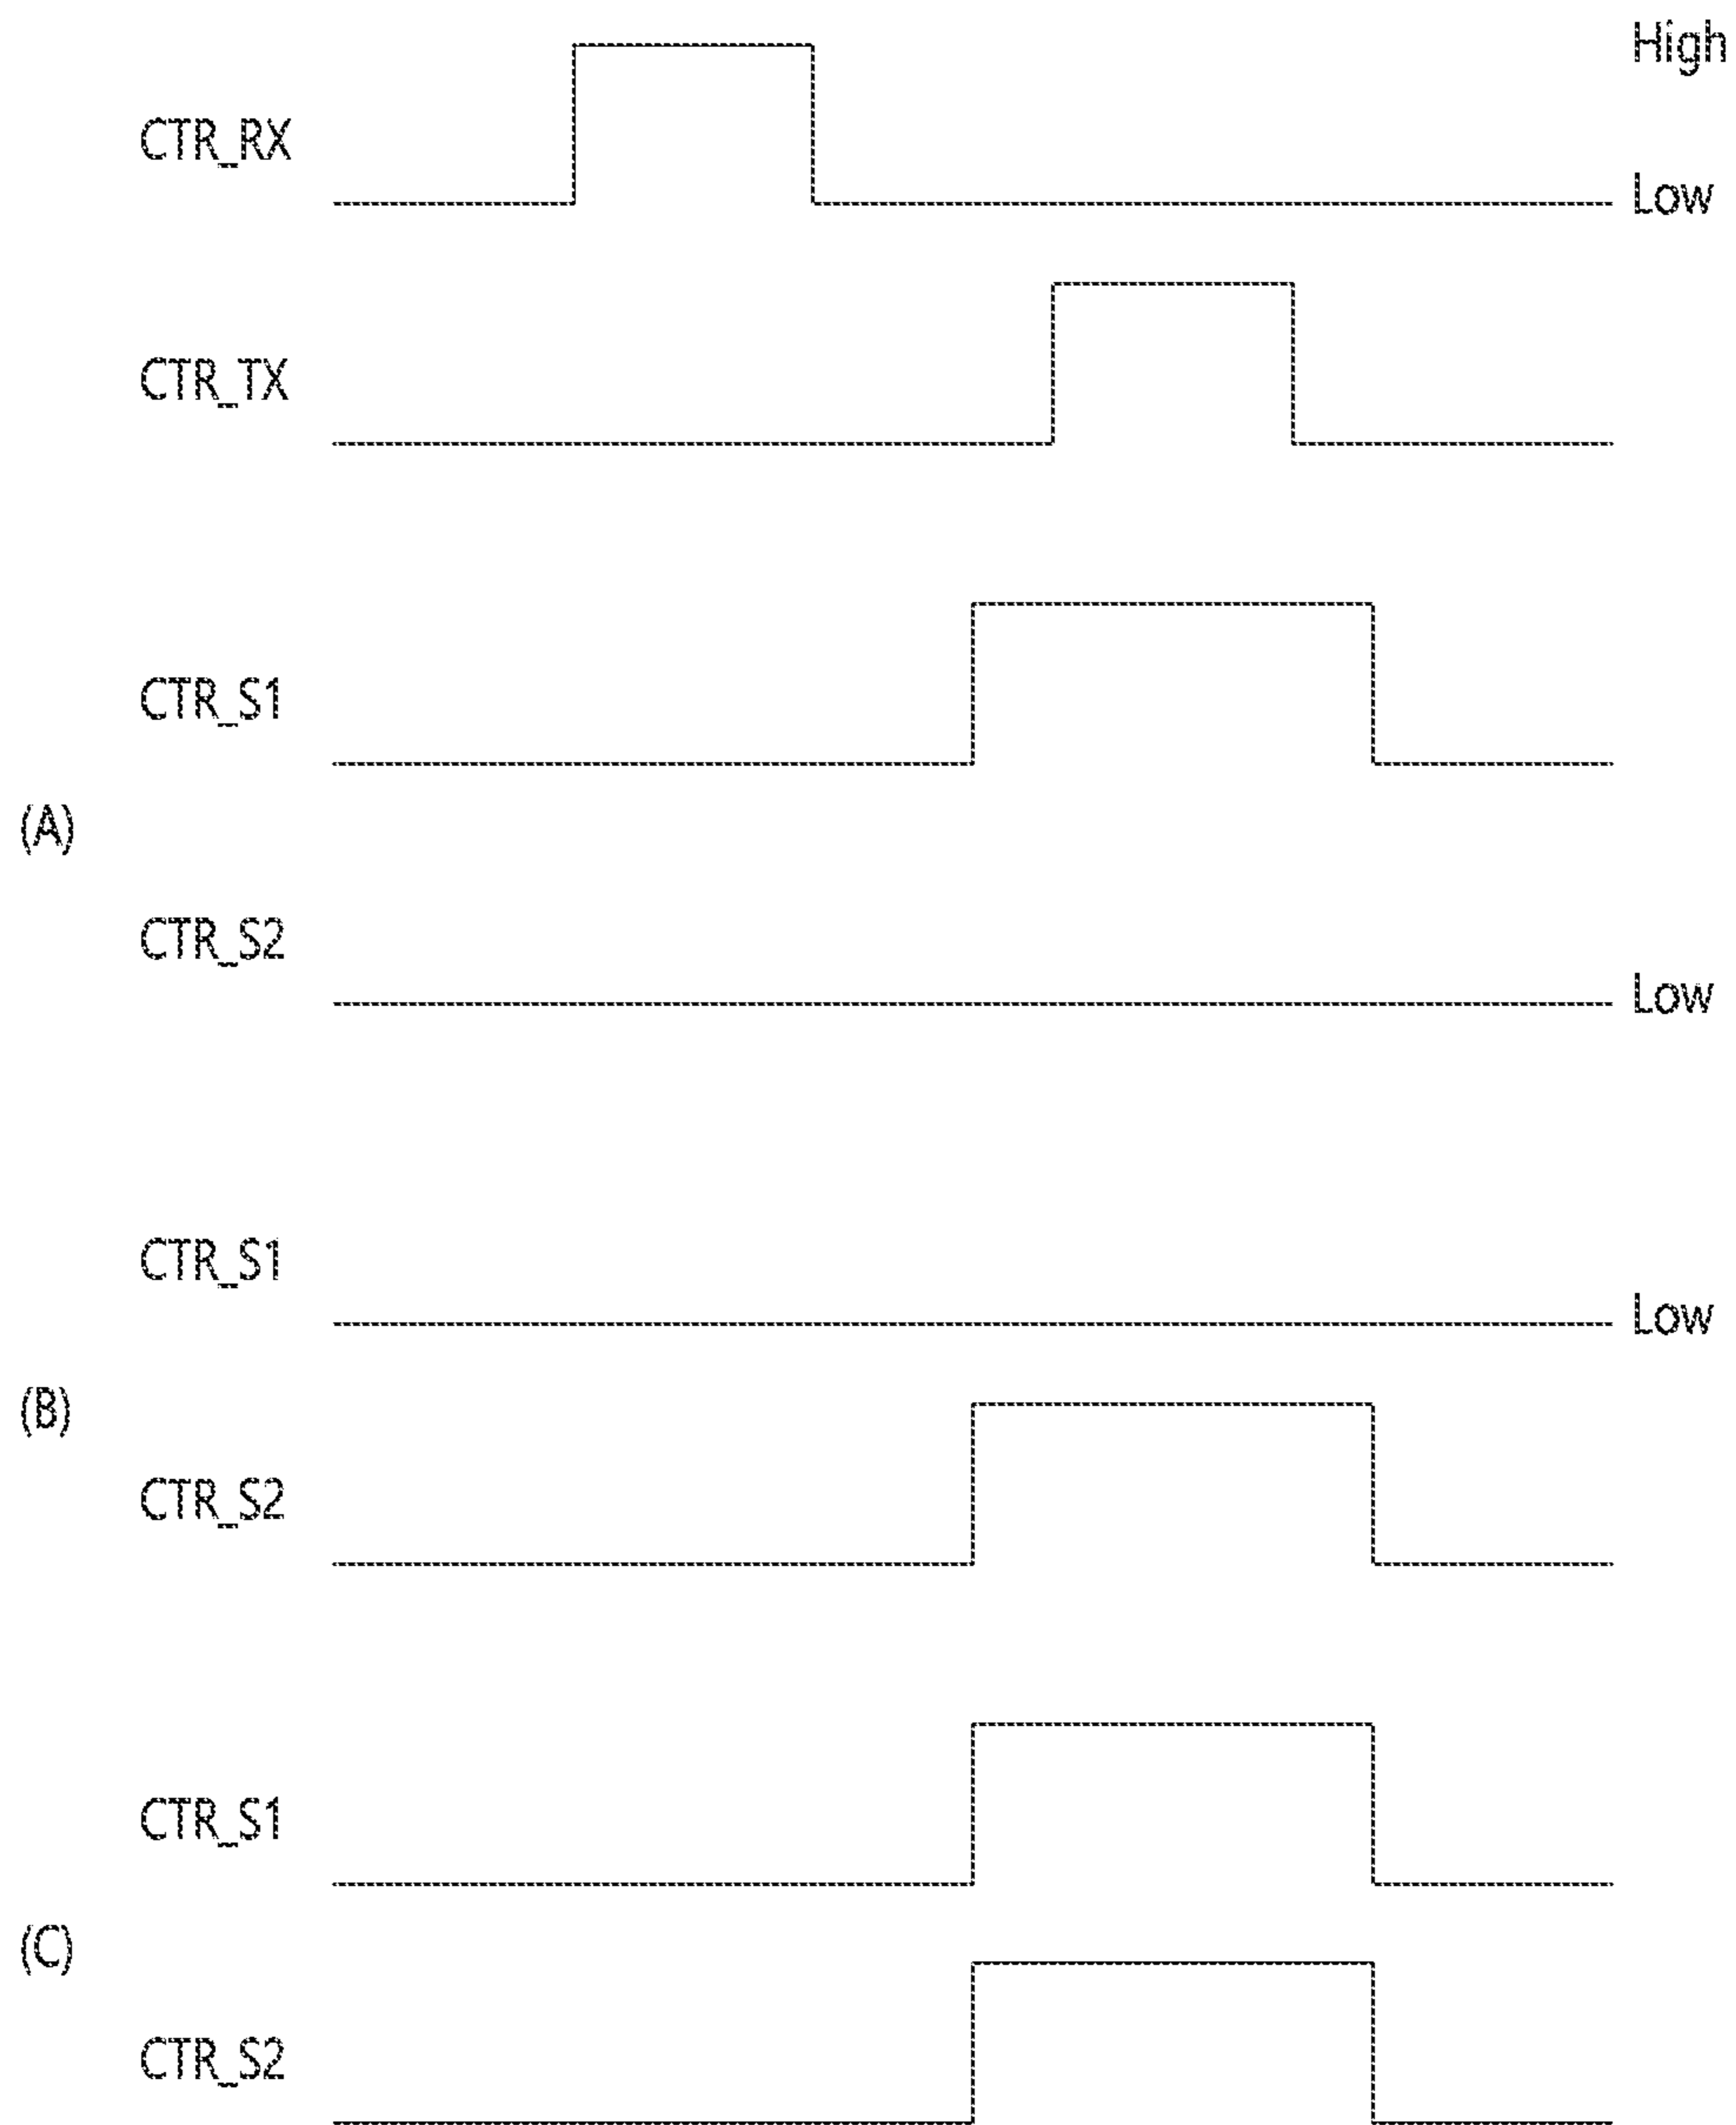 High
CTR_RX
Low
CTR_TX
CTR_S1
(A)
CTR_S2
Low
CTR_S1
Low
(B)
CTR_S2
CTR_S1
(C)
CTR_S2